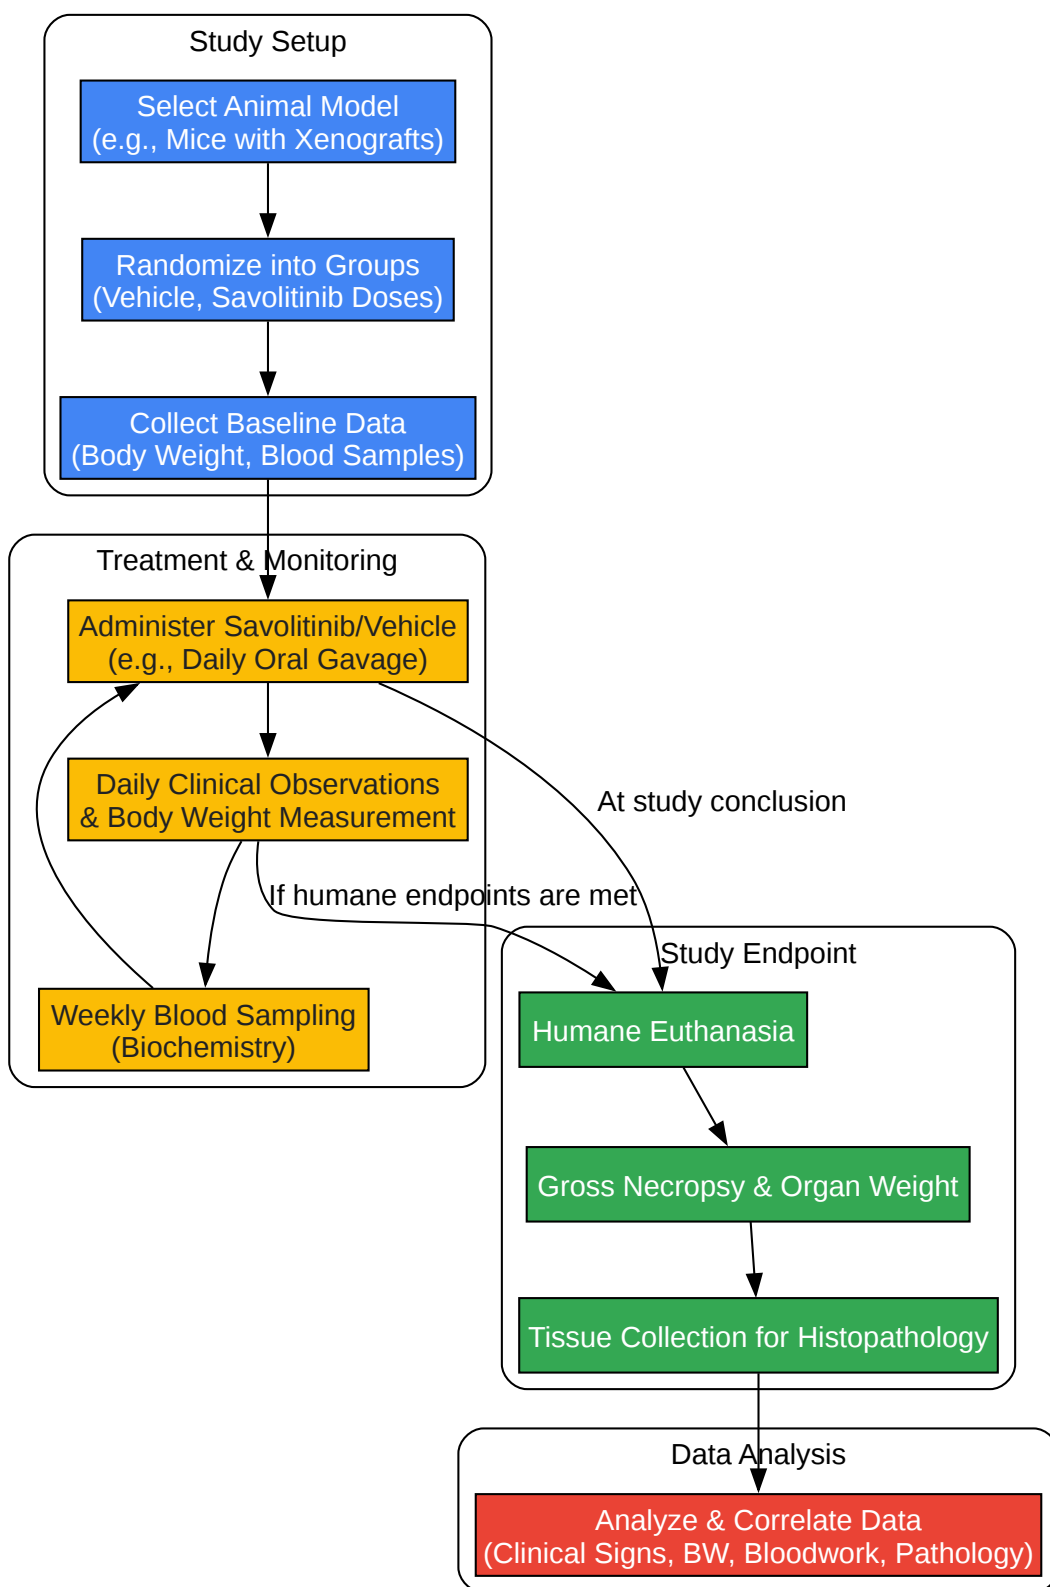 Study Setup
Select Animal Model
(e.g., Mice with Xenografts)
Randomize into Groups
(Vehicle, Savolitinib Doses)
Collect Baseline Data
(Body Weight, Blood Samples)
Treatment & Monitoring
Administer Savolitinib/Vehicle
(e.g., Daily Oral Gavage)
Daily Clinical Observations
& Body Weight Measurement
At study conclusion
If humane endpoints are met
Weekly Blood Sampling
(Biochemistry)
Study Endpoint
Humane Euthanasia
Gross Necropsy & Organ Weight
Tissue Collection for Histopathology
Data Analysis
Analyze & Correlate Data
(Clinical Signs, BW, Bloodwork, Pathology)